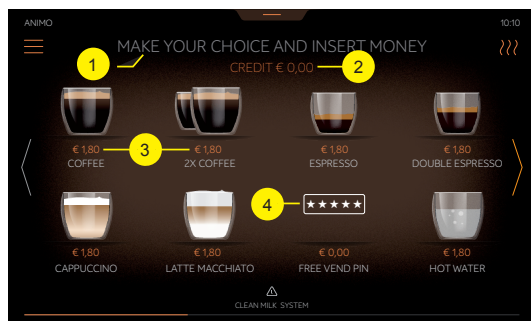 ANIMO 10:10
MAKE YOUR CHOICE AND INSERT MONEY
1
CREDIT € 0,00 2
€ 1,80 3 € 1,80 € 1,80 € 1,80
COFFEE 2X COFFEE ESPRESSO DOUBLE ESPRESSO
4 ★★★★★
€ 1,80 € 1,80 € 0,00 € 1,80
CAPPUCCINO LATTE MACCHIATO FREE VEND PIN HOT WATER
CLEAN MILK SYSTEM